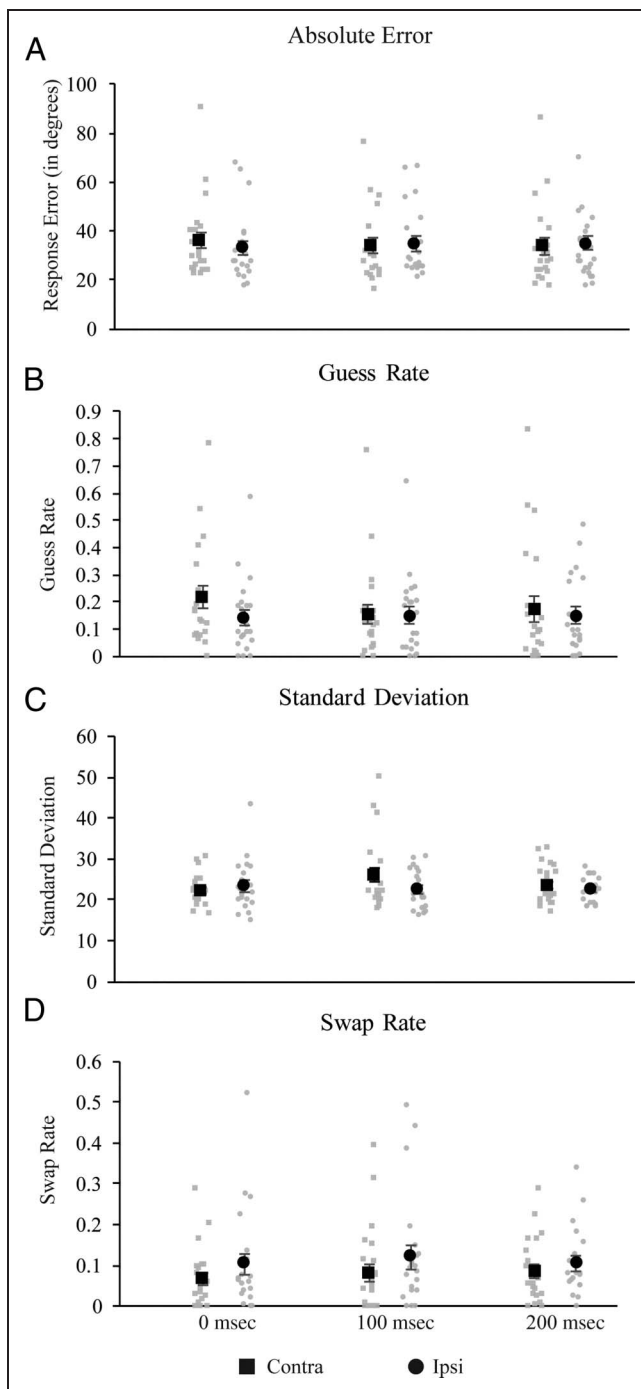 A
Absolute Error
Response Error (in degrees)
100
80
60
40
20
0
B
Guess Rate
Guess Rate
0.9
0.8
0.7
0.6
0.5
0.4
0.3
0.2
0.1
0
C
Standard Deviation
Standard Deviation
60
50
40
30
20
10
0
D
Swap Rate
Swap Rate
0.6
0.5
0.4
0.3
0.2
0.1
0
0 msec 100 msec 200 msec
Contra Ipsi